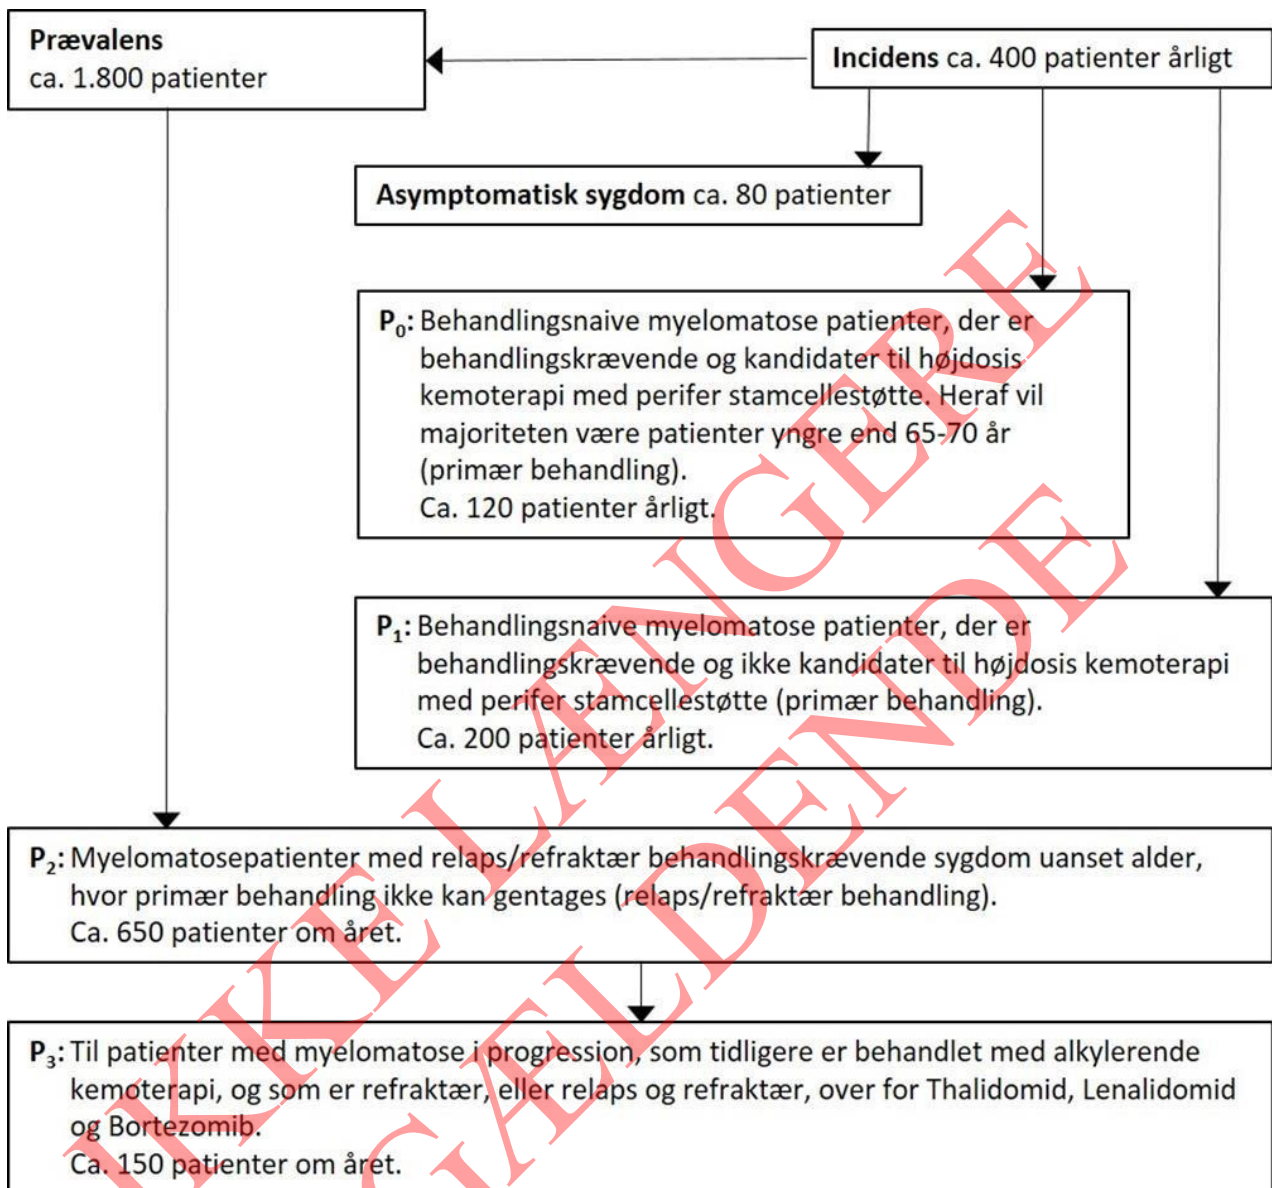 Prævalens
ca. 1.800 patienter
Incidens ca. 400 patienter årligt
Asymptomatisk sygdom ca. 80 patienter
P0: Behandlingsnaive myelomatose patienter, der er
behandlingskrævende og kandidater til højdosis
kemoterapi med perifer stamcellestøtte. Heraf vil
majoriteten være patienter yngre end 65-70 år
(primær behandling).
Ca. 120 patienter årligt.
P1: Behandlingsnaive myelomatose patienter, der er
behandlingskrævende og ikke kandidater til højdosis kemoterapi
med perifer stamcellestøtte (primær behandling).
Ca. 200 patienter årligt.
P2: Myelomatosepatienter med relaps/refraktær behandlingskrævende sygdom uanset alder,
hvor primær behandling ikke kan gentages (relaps/refraktær behandling).
Ca. 650 patienter om året.
P3: Til patienter med myelomatose i progression, som tidligere er behandlet med alkylerende
kemoterapi, og som er refraktær, eller relaps og refraktær, over for Thalidomid, Lenalidomid
og Bortezomib.
Ca. 150 patienter om året.
IKKE LÆNGERE
GÆLDENDE